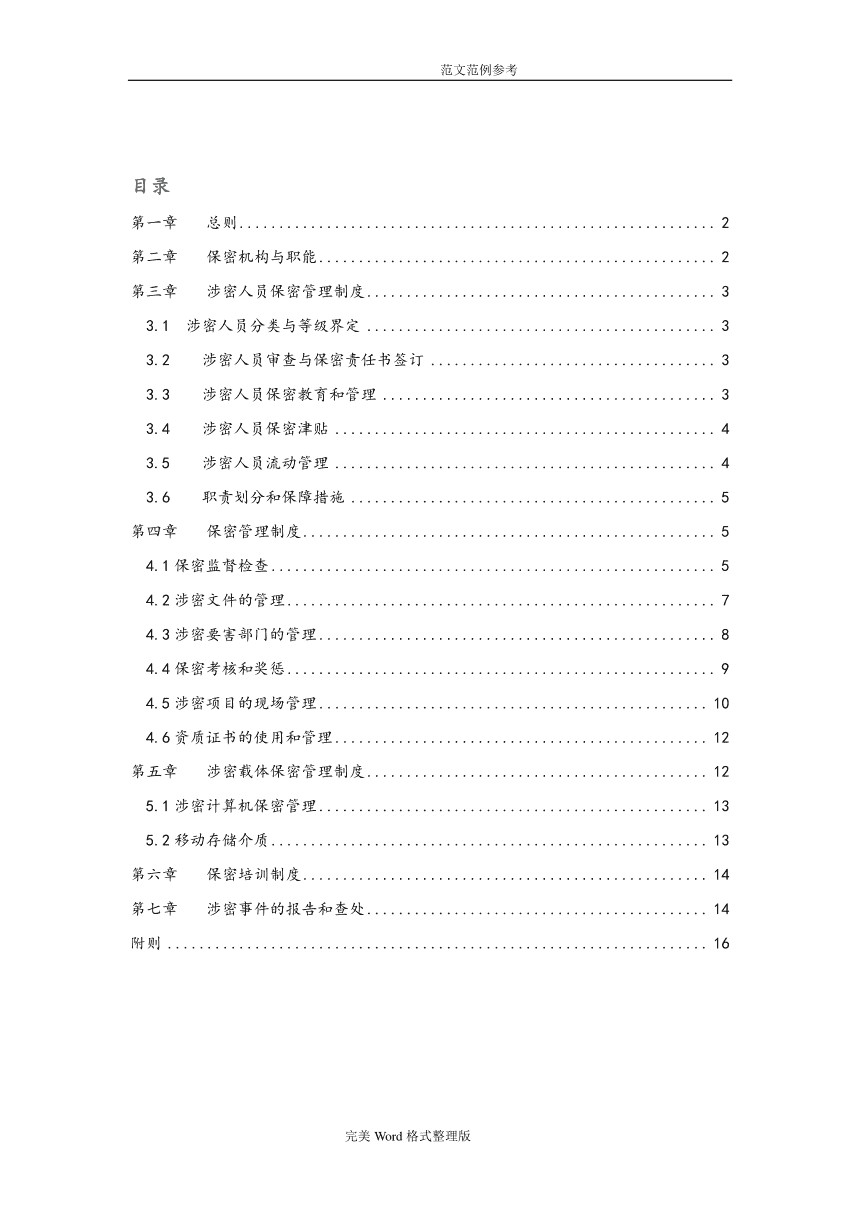 范文范例参考
目录
第一章 总则............................................................ 2
第二章 保密机构与职能.................................................. 2
第三章 涉密人员保密管理制度............................................ 3
3.1 涉密人员分类与等级界定 ............................................ 3
3.2 涉密人员审查与保密责任书签订 .................................... 3
3.3 涉密人员保密教育和管理 .......................................... 3
3.4 涉密人员保密津贴 ................................................ 4
3.5 涉密人员流动管理 ................................................ 4
3.6 职责划分和保障措施 .............................................. 5
第四章 保密管理制度.................................................... 5
4.1保密监督检查........................................................ 5
4.2涉密文件的管理...................................................... 7
4.3涉密要害部门的管理.................................................. 8
4.4保密考核和奖惩...................................................... 9
4.5涉密项目的现场管理................................................. 10
4.6资质证书的使用和管理............................................... 12
第五章 涉密载体保密管理制度........................................... 12
5.1涉密计算机保密管理................................................. 13
5.2移动存储介质....................................................... 13
第六章 保密培训制度................................................... 14
第七章 涉密事件的报告和查处........................................... 14
附则 .................................................................... 16
完美 Word 格式整理版